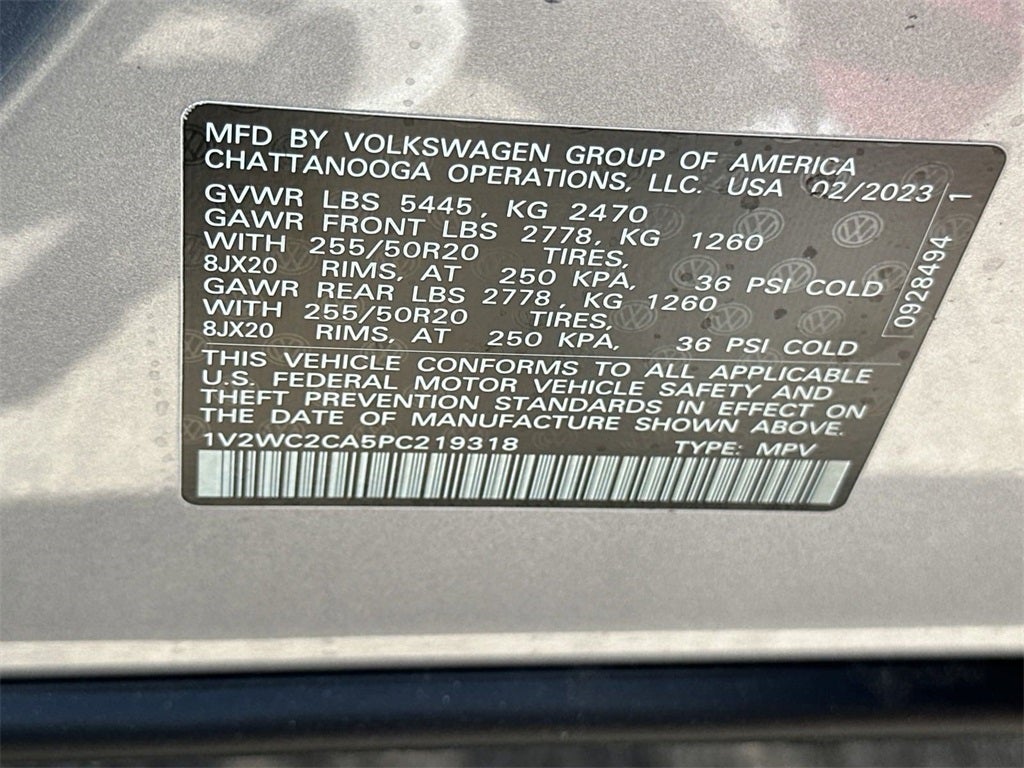 MFD BY VOLKSWAGEN GROUP OF AMERICA
CHATTANOOGA OPERATIONS, LLC. USA 02/2023
GVWR LBS 5445, KG 2470
GAWR FRONT LBS 2778, KG 1260
WITH 255/50R20 TIRES,
8JX20 RIMS, AT 250 KPA, 36 PSI COLD
GAWR REAR LBS 2778, KG 1260
WITH 255/50R20 TIRES,
8JX20 RIMS, AT 250 KPA, 36 PSI COLD
THIS VEHICLE CONFORMS TO ALL APPLICABLE
U.S. FEDERAL MOTOR VEHICLE SAFETY AND
THEFT PREVENTION STANDARDS IN EFFECT ON
THE DATE OF MANUFACTURE SHOWN ABOVE.
1V2WC2CA5PC219318 TYPE: MPV
0928494 1